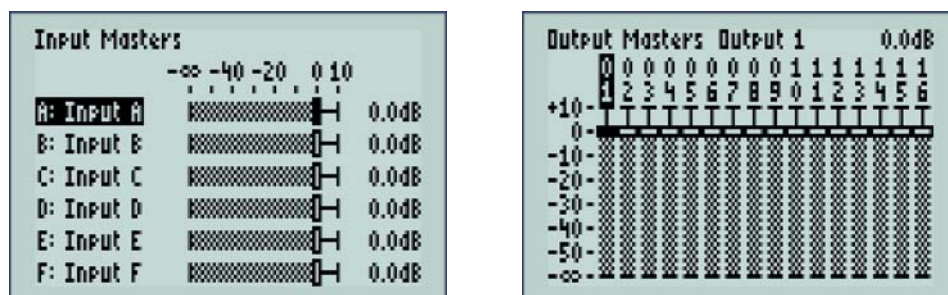 Input Masters
-∞ -40 -20 0 10
A: Input A 0.0dB
B: Input B 0.0dB
C: Input C 0.0dB
D: Input D 0.0dB
E: Input E 0.0dB
F: Input F 0.0dB
Output Masters Output 1 0.0dB
0 0 0 0 0 0 0 0 0 1 1 1 1 1 1 1
1 2 3 4 5 6 7 8 9 0 1 2 3 4 5 6
+10
0
-10
-20
-30
-40
-50
-∞